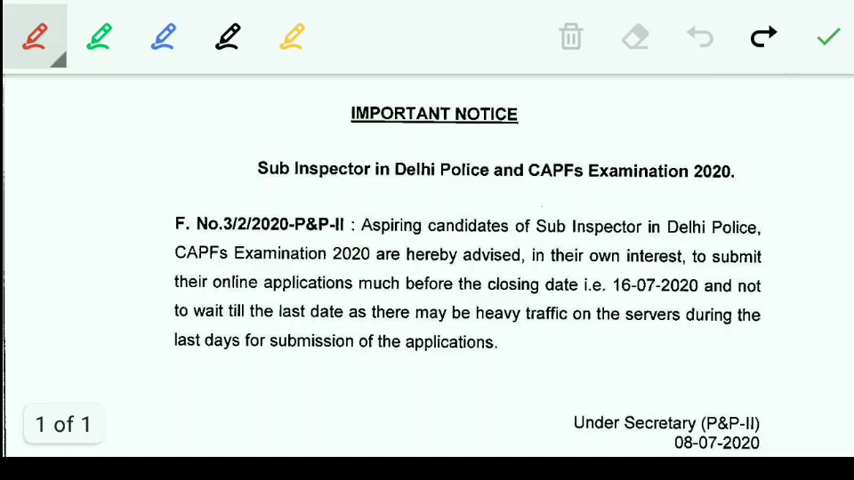 IMPORTANT NOTICE
Sub Inspector in Delhi Police and CAPFs Examination 2020.
F. No.3/2/2020-P&P-II : Aspiring candidates of Sub Inspector in Delhi Police,
CAPFs Examination 2020 are hereby advised, in their own interest, to submit
their online applications much before the closing date i.e. 16-07-2020 and not
to wait till the last date as there may be heavy traffic on the servers during the
last days for submission of the applications.
1 of 1
Under Secretary (P&P-II)
08-07-2020